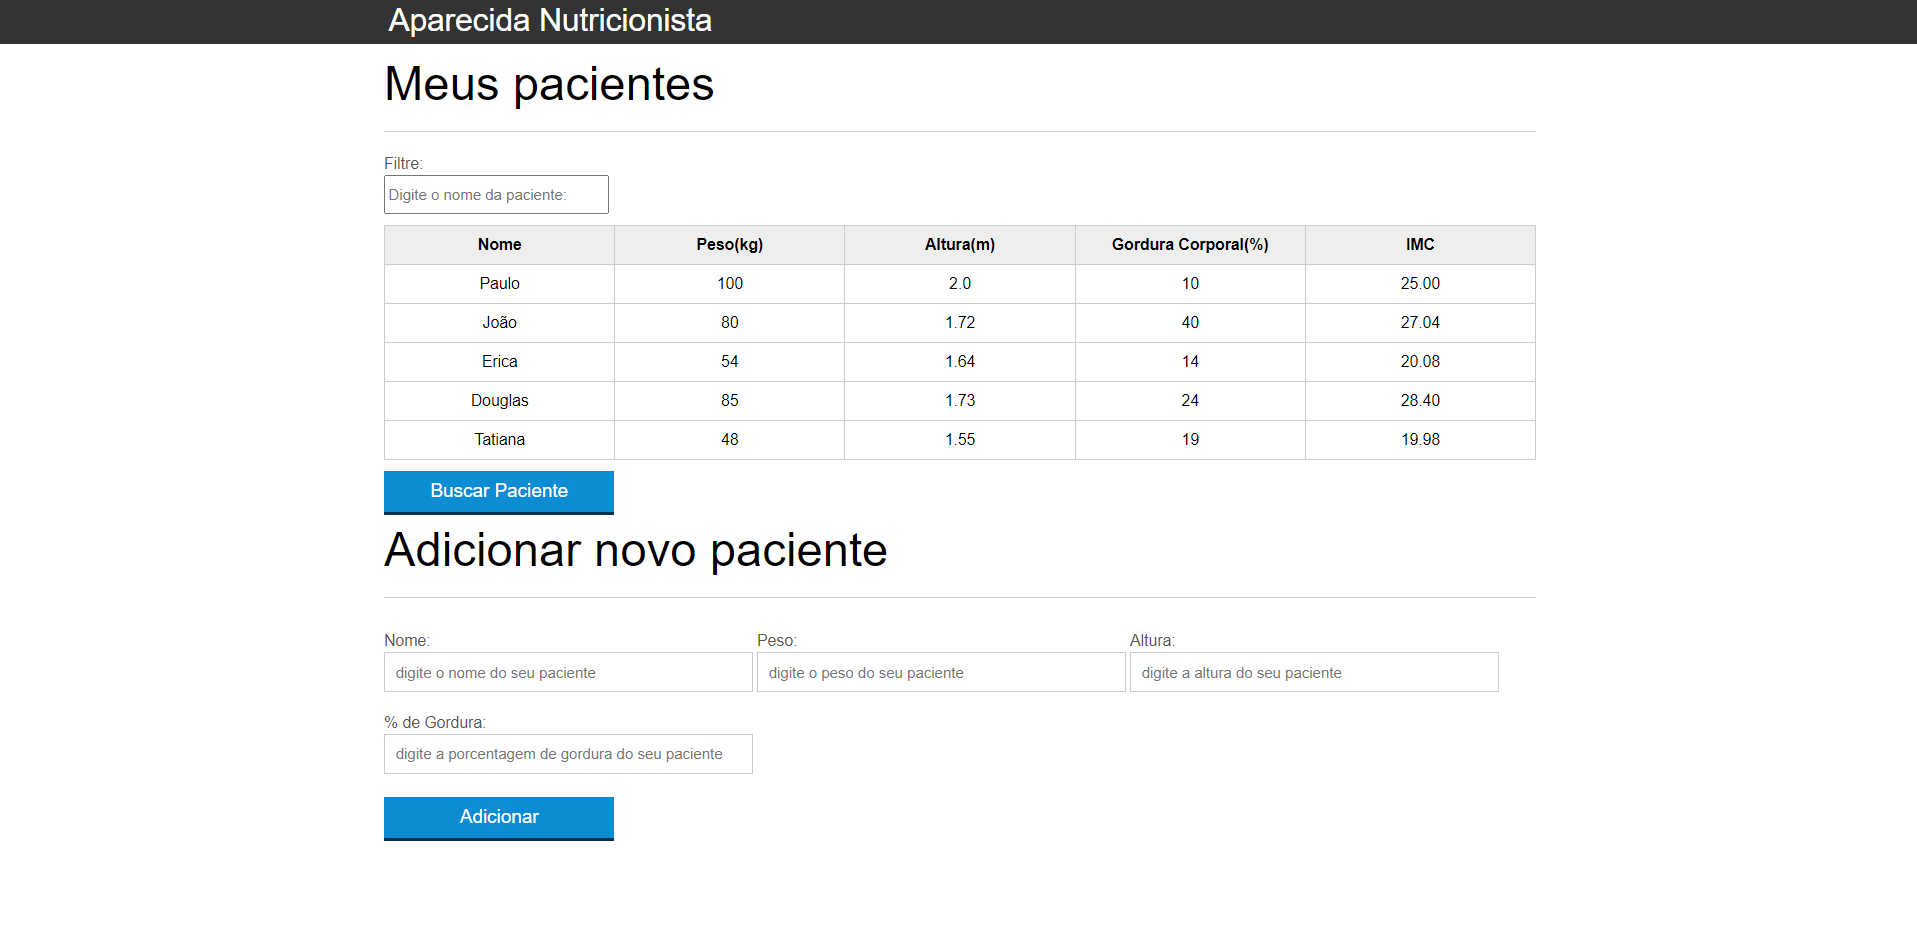 Aparecida Nutricionista
Meus pacientes
Filtre:
Digite o nome da paciente:
Nome Peso(kg) Altura(m) Gordura Corporal(%) IMC
Paulo 100 2.0 10 25.00
João 80 1.72 40 27.04
Erica 54 1.64 14 20.08
Douglas 85 1.73 24 28.40
Tatiana 48 1.55 19 19.98
Buscar Paciente
Adicionar novo paciente
Nome: Peso: Altura:
digite o nome do seu paciente digite o peso do seu paciente digite a altura do seu paciente
% de Gordura:
digite a porcentagem de gordura do seu paciente
Adicionar